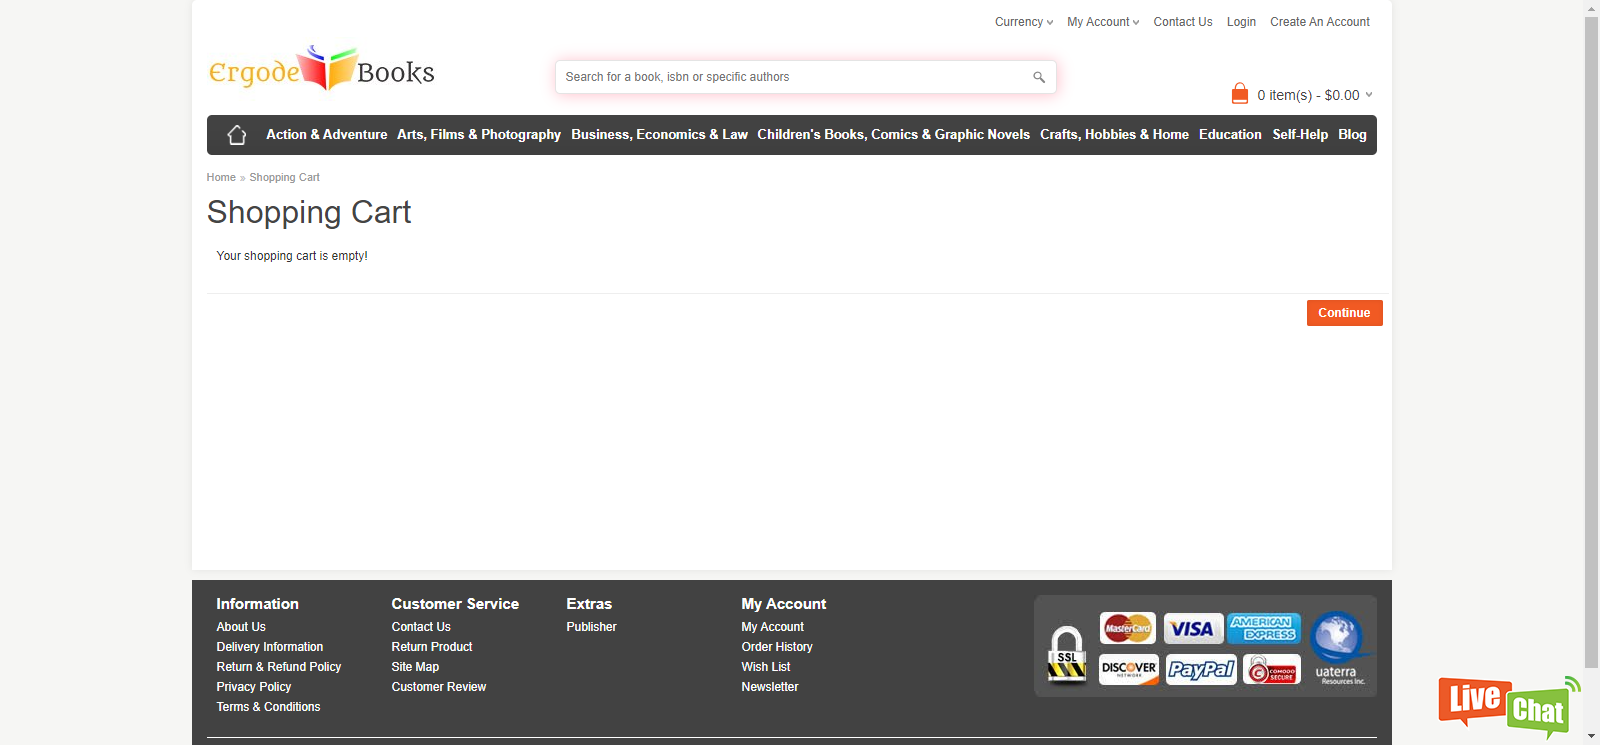 Currency My Account Contact Us Login Create An Account
Ergode Books
Search for a book, isbn or specific authors
0 item(s) - $0.00
Action & Adventure Arts, Films & Photography Business, Economics & Law Children's Books, Comics & Graphic Novels Crafts, Hobbies & Home Education Self-Help Blog
Home » Shopping Cart
Shopping Cart
Your shopping cart is empty!
Continue
Information
About Us
Delivery Information
Return & Refund Policy
Privacy Policy
Terms & Conditions
Customer Service
Contact Us
Return Product
Site Map
Customer Review
Extras
Publisher
My Account
My Account
Order History
Wish List
Newsletter
SSL
MasterCard VISA AMERICAN EXPRESS
DISCOVER NETWORK PayPal COMODO SECURE
uaterra
Resources Inc.
Live Chat